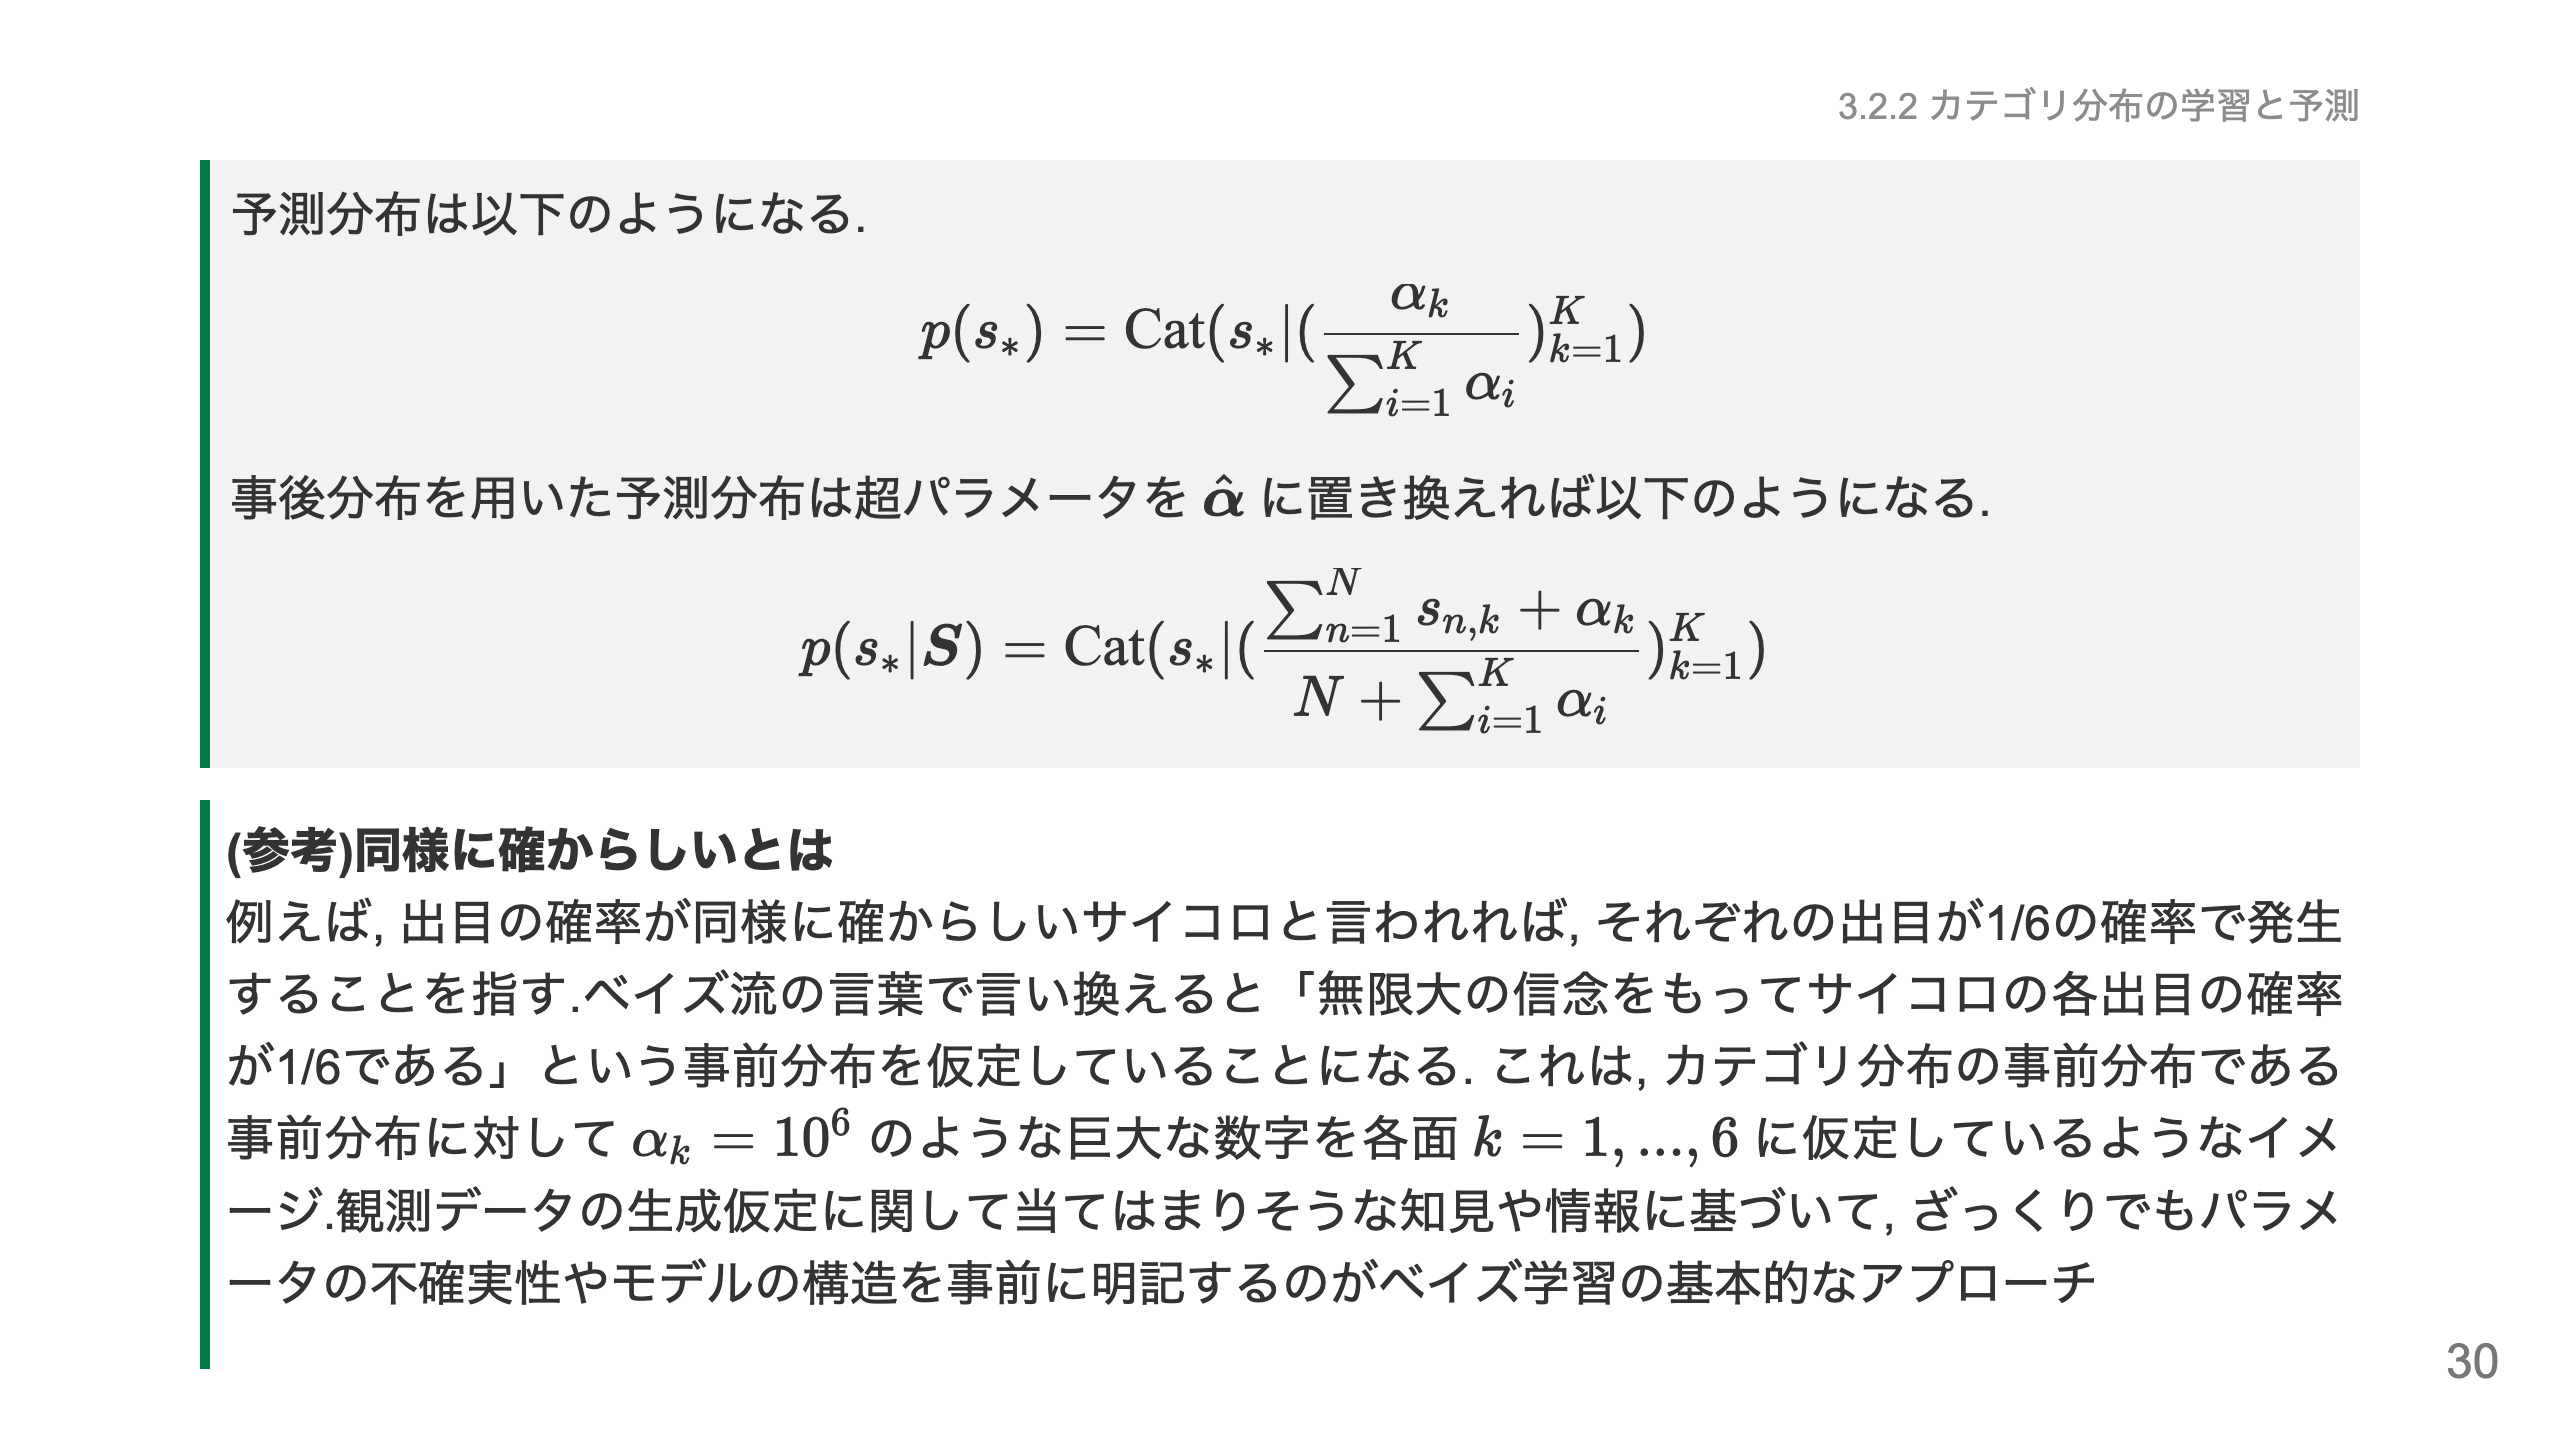 3.2.2 カテゴリ分布の学習と予測
予測分布は以下のようになる.
$p(s_*) = \mathrm{Cat}(s_*|(\frac{\alpha_k}{\sum_{i=1}^{K} \alpha_i})_{k=1}^{K})$
事後分布を用いた予測分布は超パラメータを $\hat{\boldsymbol{\alpha}}$ に置き換えれば以下のようになる.
$p(s_*|\boldsymbol{S}) = \mathrm{Cat}(s_*|(\frac{\sum_{n=1}^{N} s_{n,k} + \alpha_k}{N + \sum_{i=1}^{K} \alpha_i})_{k=1}^{K})$
(参考)同様に確からしいとは
例えば, 出目の確率が同様に確からしいサイコロと言われれば, それぞれの出目が1/6の確率で発生
することを指す.ベイズ流の言葉で言い換えると「無限大の信念をもってサイコロの各出目の確率
が1/6である」という事前分布を仮定していることになる. これは, カテゴリ分布の事前分布である
事前分布に対して $\alpha_k = 10^6$ のような巨大な数字を各面 $k = 1, ..., 6$ に仮定しているようなイメ
ージ.観測データの生成仮定に関して当てはまりそうな知見や情報に基づいて, ざっくりでもパラメ
ータの不確実性やモデルの構造を事前に明記するのがベイズ学習の基本的なアプローチ
30